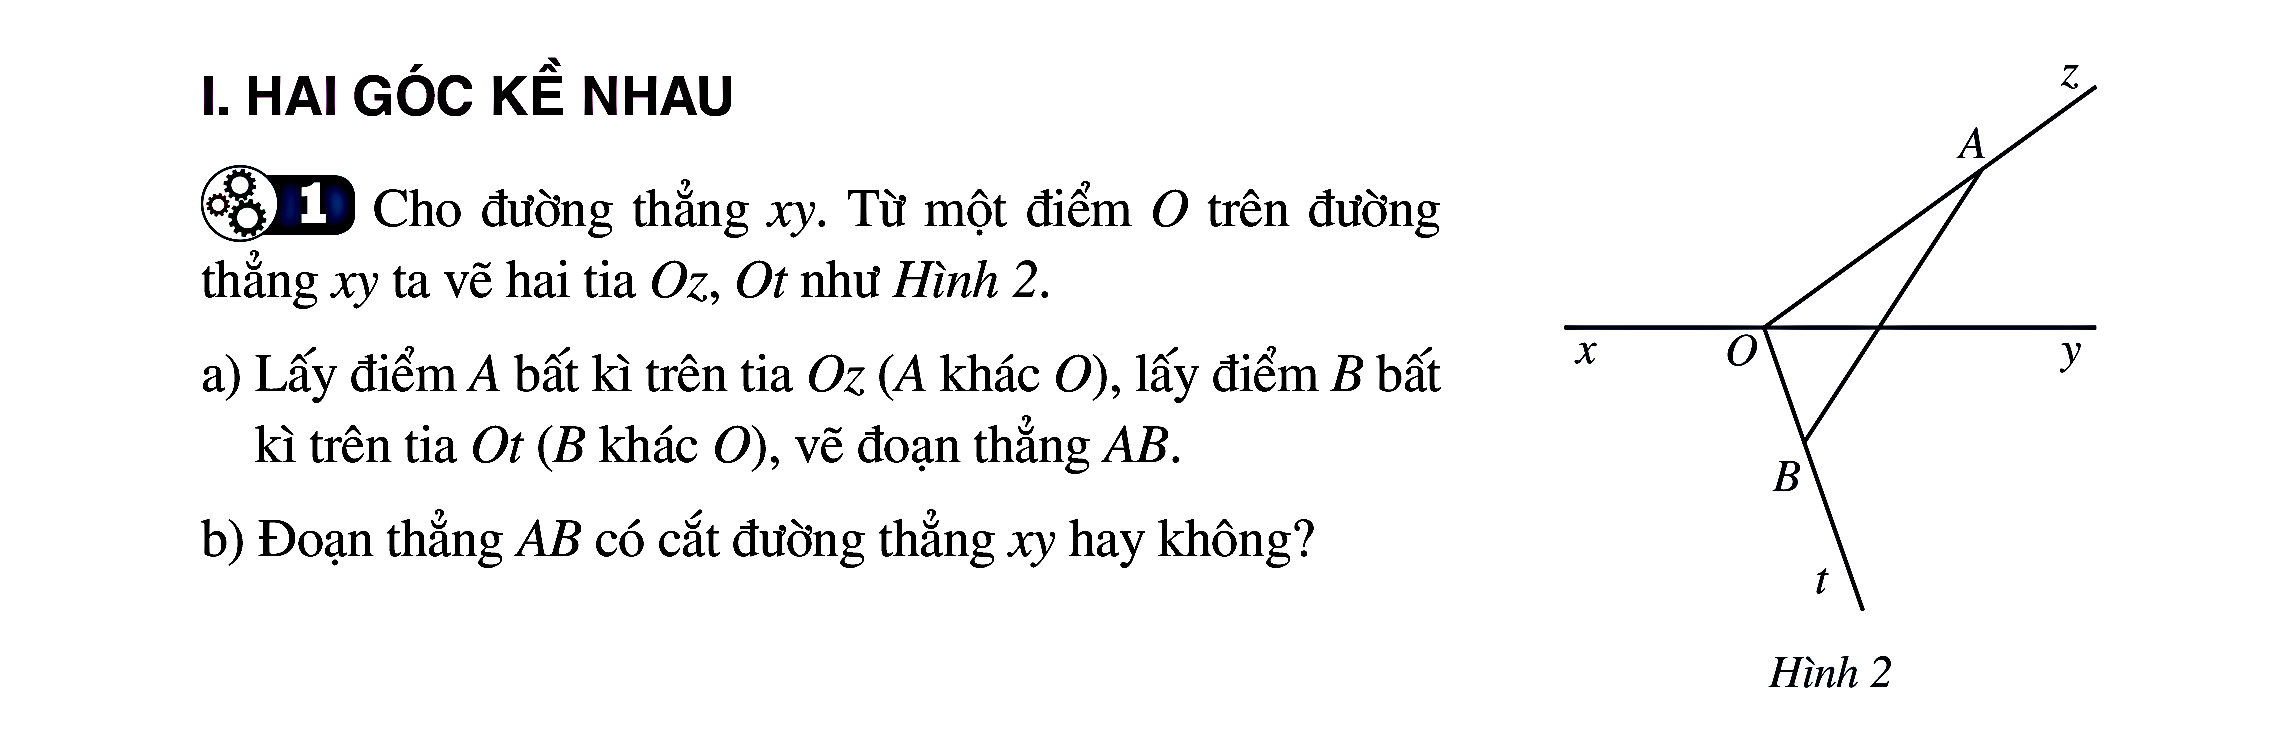 I. HAI GÓC KỀ NHAU
1 Cho đường thẳng xy. Từ một điểm O trên đường
thẳng xy ta vẽ hai tia Oz, Ot như Hình 2.
a) Lấy điểm A bất kì trên tia Oz (A khác O), lấy điểm B bất
kì trên tia Ot (B khác O), vẽ đoạn thẳng AB.
b) Đoạn thẳng AB có cắt đường thẳng xy hay không?
z
A
x
O
y
B
t
Hình 2